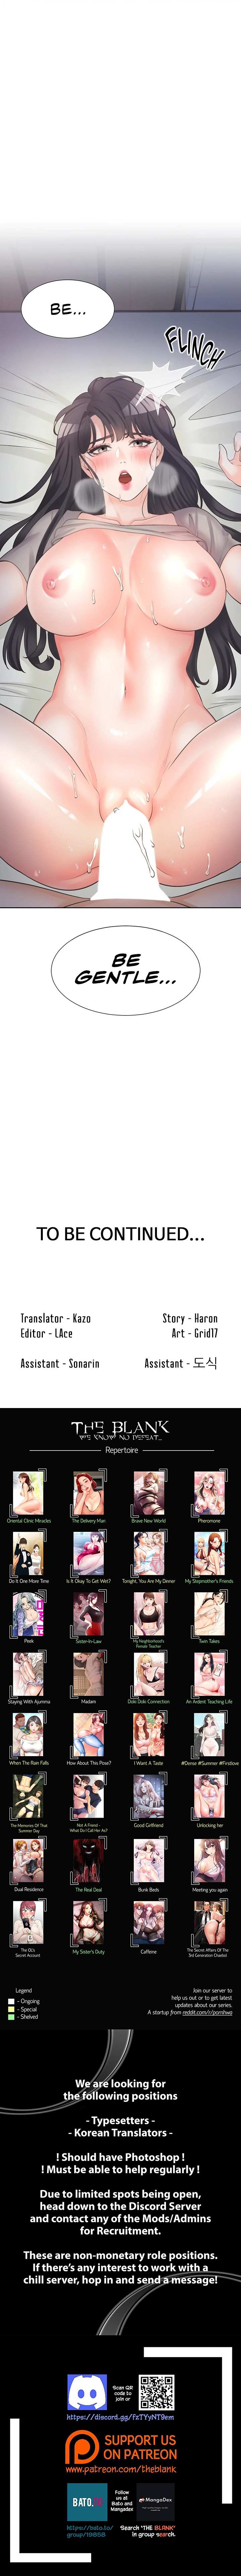 BE...
FLINCH
BE
GENTLE...
TO BE CONTINUED...
Translator - Kazo
Story - Haron
Editor - LAce
Art - Grid17
Assistant - Sonarin
Assistant - 도식
THE BLANK
WE KNOW NO DEFEAT...
Repertoire
Oriental Clinic Miracles
The Delivery Man
Brave New World
Pheromone
Do It One More Time
Is It Okay To Get Wet?
Tonight, You Are My Dinner
My Stepmother's Friends
Peek
Sister-In-Law
My Neighborhood's
Female Teacher
Twin Takes
Staying With Ajumma
Madam
Doki Doki Connection
An Ardent Teaching Life
When The Rain Falls
How About This Pose?
I Want A Taste
#Dense #Summer #Firstlove
The Memories Of That
Summer Day
Not A Friend -
What Do I Call Her As?
Good Girlfriend
Unlocking her
Dual Residence
The Real Deal
Bunk Beds
Meeting you again
The OL's
Secret Account
My Sister's Duty
Caffeine
The Secret Affairs Of The
3rd Generation Chaebol
Legend
- Ongoing
- Special
- Shelved
Join our server to
help us out or to get latest
updates about our series.
A startup from reddit.com/r/pornhwa
We are looking for
the following positions
- Typesetters -
- Korean Translators -
! Should have Photoshop !
! Must be able to help regularly !
Due to limited spots being open,
head down to the Discord Server
and contact any of the Mods/Admins
for Recruitment.
These are non-monetary role positions.
If there's any interest to work with a
chill server, hop in and send a message!
Scan QR
code to
join or
https://discord.gg/FzTYyNT9em
SUPPORT US
ON PATREON
www.patreon.com/theblank
BATO.TO
Follow
us at
Bato and
Mangadex
MangaDex
https://bato.to/
group/19858
Search "THE BLANK"
in group search.